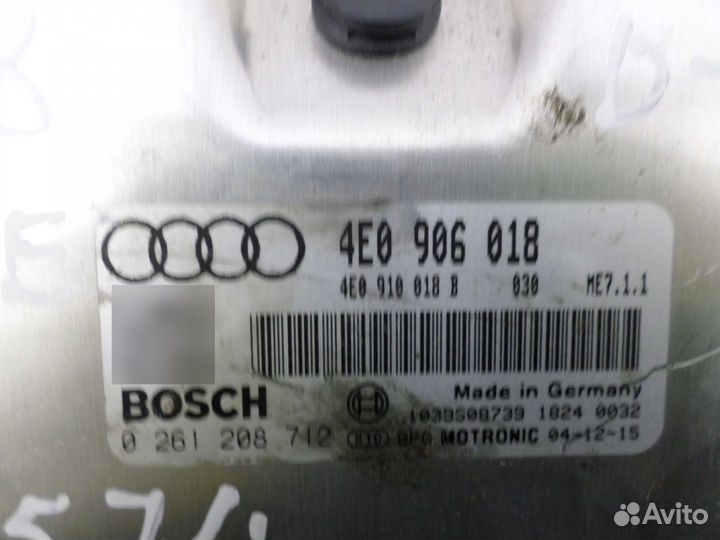 4E0 906 018
4E0 910 018 B 030 ME7.1.1
BOSCH
Made in Germany
1039S08739 1824 0032
0 261 208 712 MOTRONIC 04-12-15
E
57
Avito